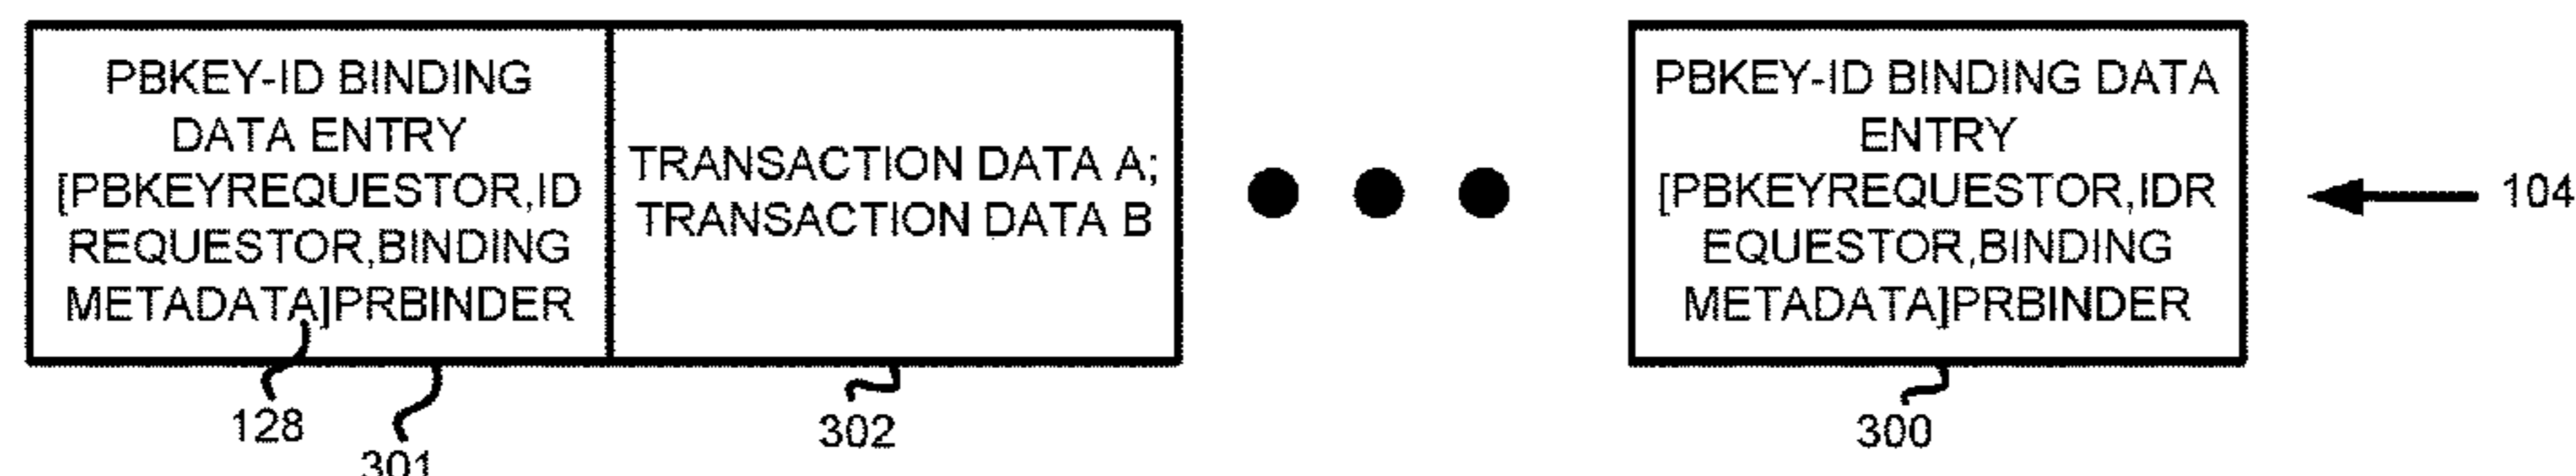 PBKEY-ID BINDING
DATA ENTRY
[PBKEYREQUESTOR,ID
REQUESTOR,BINDING
METADATA]PRBINDER
TRANSACTION DATA A;
TRANSACTION DATA B
PBKEY-ID BINDING DATA
ENTRY
[PBKEYREQUESTOR,IDR
EQUESTOR,BINDING
METADATA]PRBINDER
104
128
301
302
300